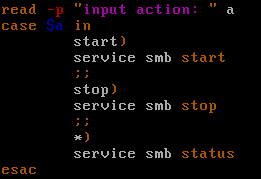 read -p "input action: " a
case $a in
start)
service smb start
;;
stop)
service smb stop
;;
*)
service smb status
esac